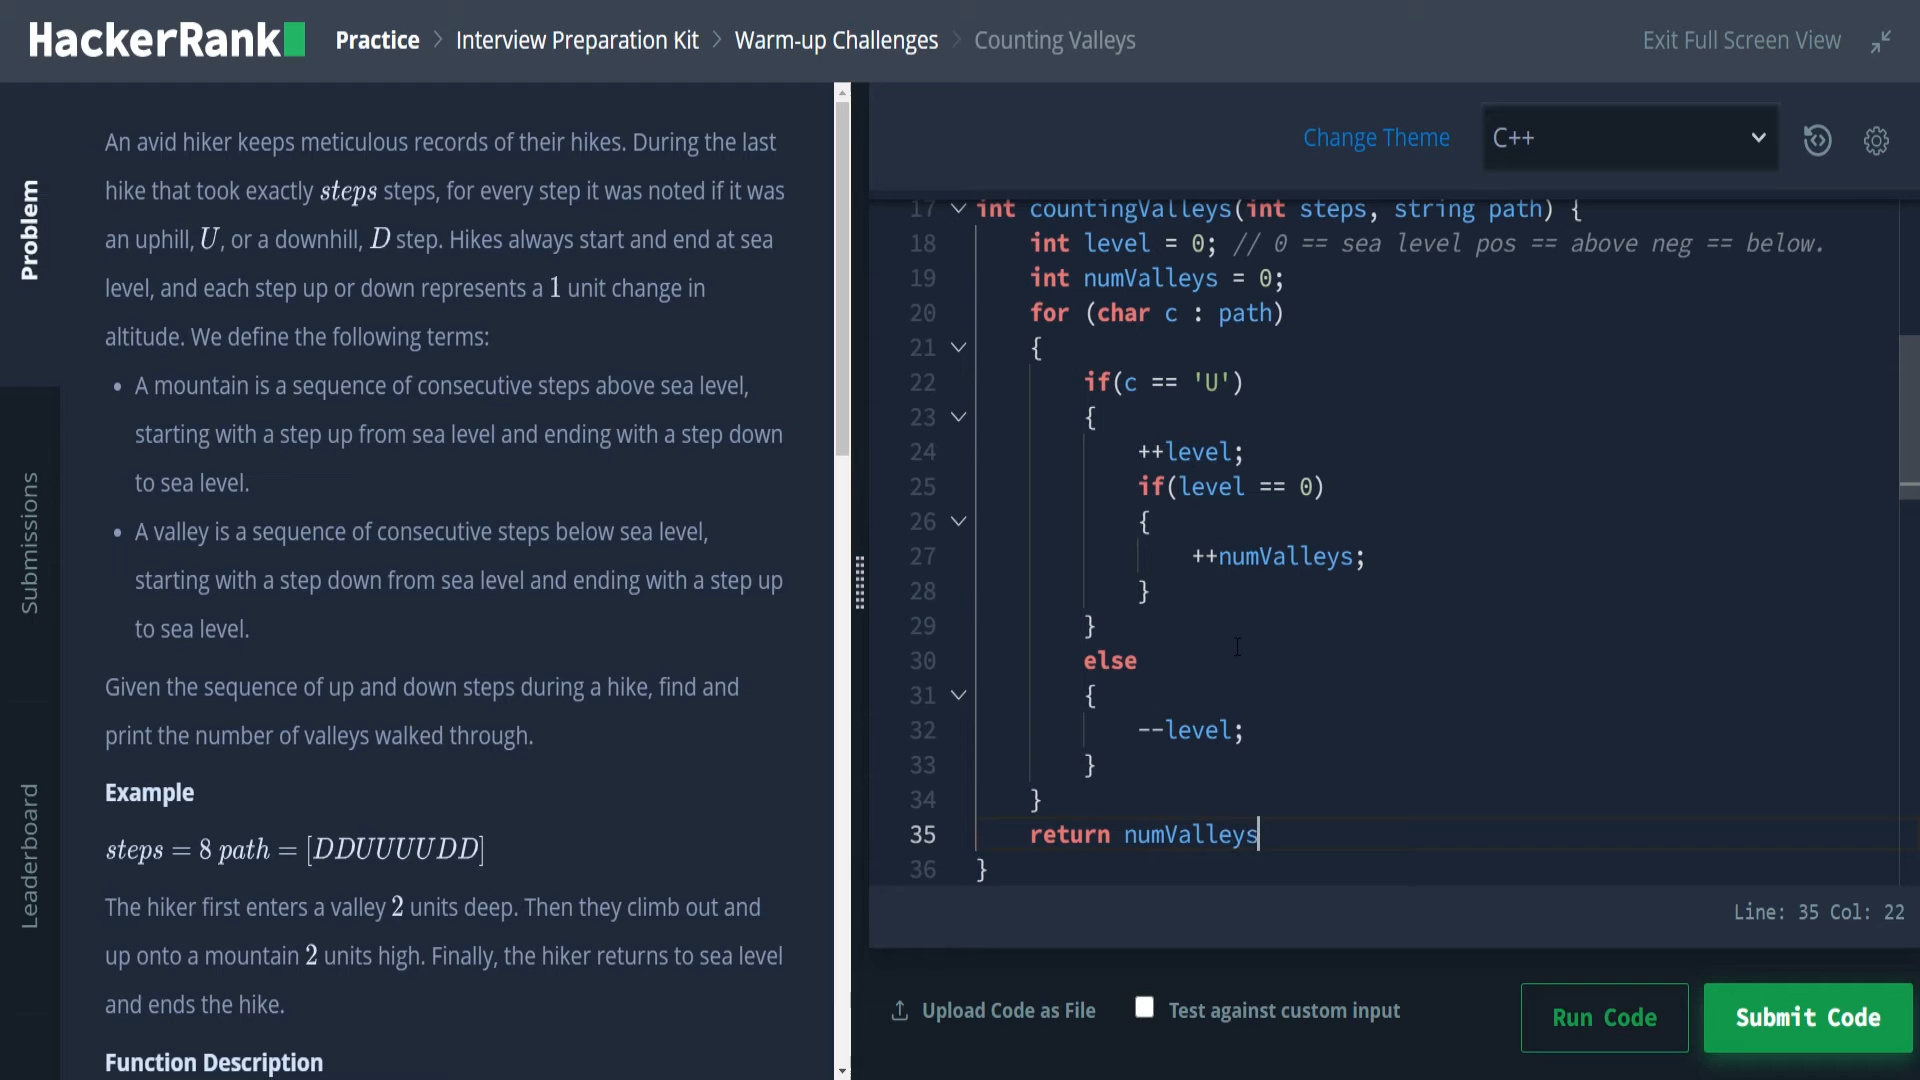 HackerRank Practice > Interview Preparation Kit > Warm-up Challenges > Counting Valleys Exit Full Screen View
Problem
Submissions
Leaderboard
An avid hiker keeps meticulous records of their hikes. During the last
hike that took exactly steps steps, for every step it was noted if it was
an uphill, U, or a downhill, D step. Hikes always start and end at sea
level, and each step up or down represents a 1 unit change in
altitude. We define the following terms:
• A mountain is a sequence of consecutive steps above sea level,
starting with a step up from sea level and ending with a step down
to sea level.
• A valley is a sequence of consecutive steps below sea level,
starting with a step down from sea level and ending with a step up
to sea level.
Given the sequence of up and down steps during a hike, find and
print the number of valleys walked through.
Example
steps = 8 path = [DDUUUUDD]
The hiker first enters a valley 2 units deep. Then they climb out and
up onto a mountain 2 units high. Finally, the hiker returns to sea level
and ends the hike.
Function Description
Change Theme C++
17 int countingValleys(int steps, string path) {
18 int level = 0; // 0 == sea level pos == above neg == below.
19 int numValleys = 0;
20 for (char c : path)
21 {
22 if(c == 'U')
23 {
24 ++level;
25 if(level == 0)
26 {
27 ++numValleys;
28 }
29 }
30 else
31 {
32 --level;
33 }
34 }
35 return numValleys
36 }
Line: 35 Col: 22
Upload Code as File Test against custom input Run Code Submit Code